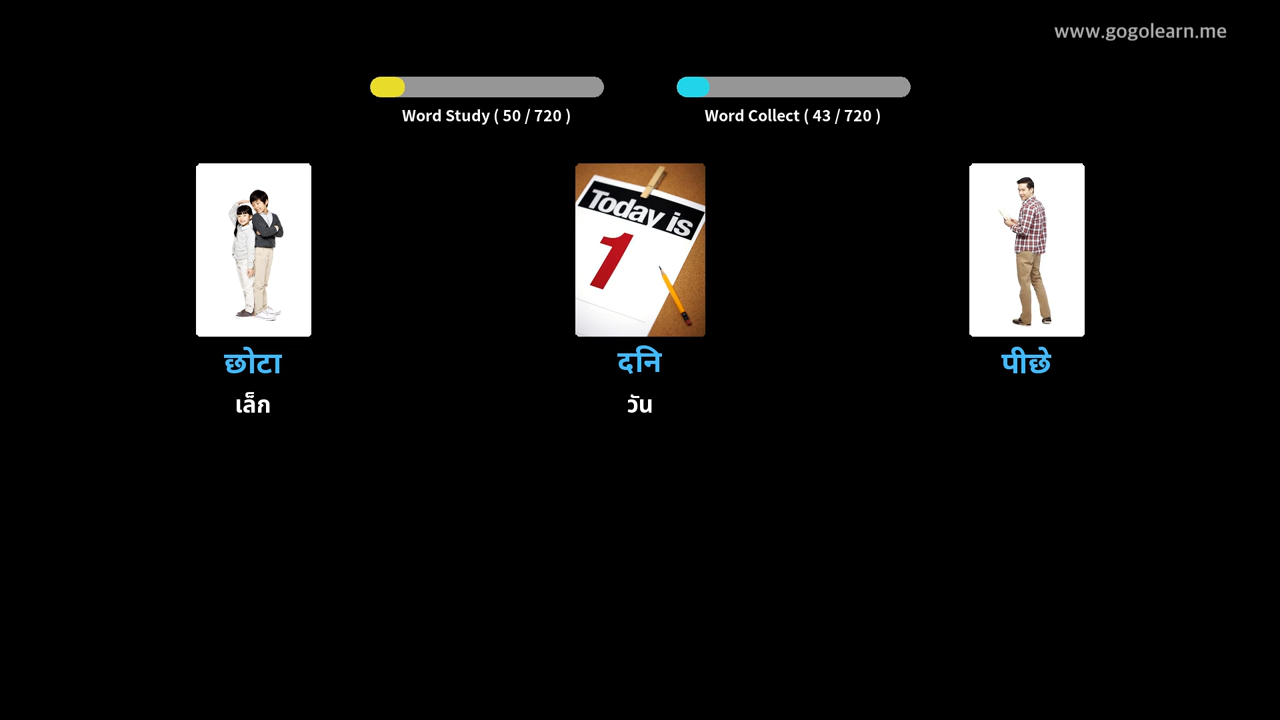 www.gogolearn.me
Word Study ( 50 / 720 )
Word Collect ( 43 / 720 )
Today is
1
छोटा
दनि
पीछे
เล็ก
วัน